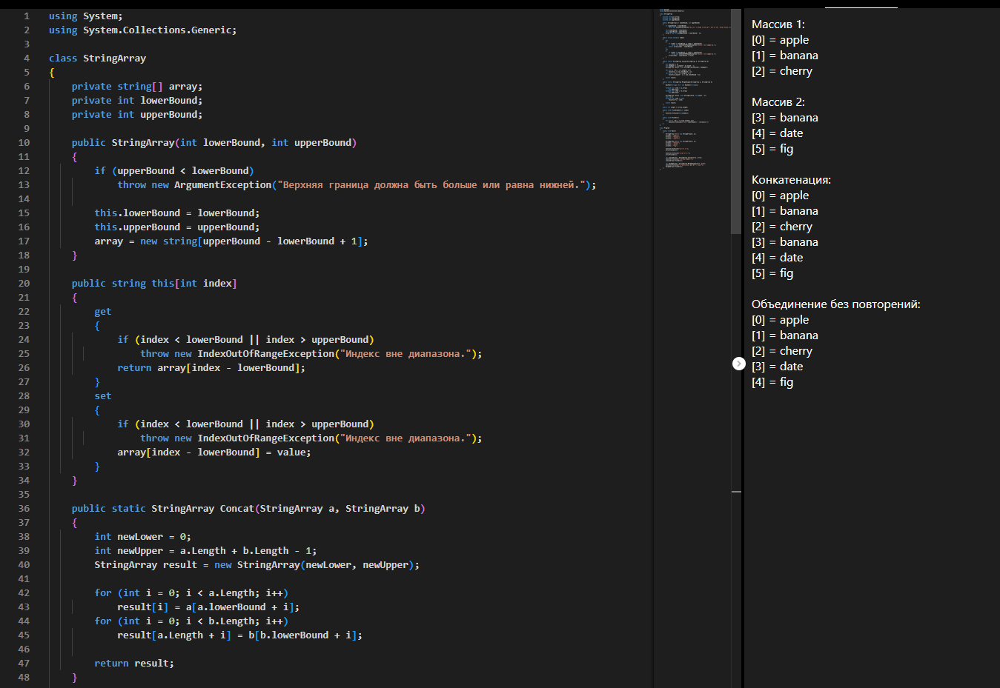 1 using System;
2 using System.Collections.Generic;
3
4 class StringArray
5 {
6 private string[] array;
7 private int lowerBound;
8 private int upperBound;
9
10 public StringArray(int lowerBound, int upperBound)
11 {
12 if (upperBound < lowerBound)
13 throw new ArgumentException("Верхняя граница должна быть больше или равна нижней.");
14
15 this.lowerBound = lowerBound;
16 this.upperBound = upperBound;
17 array = new string[upperBound - lowerBound + 1];
18 }
19
20 public string this[int index]
21 {
22 get
23 {
24 if (index < lowerBound || index > upperBound)
25 throw new IndexOutOfRangeException("Индекс вне диапазона.");
26 return array[index - lowerBound];
27 }
28 set
29 {
30 if (index < lowerBound || index > upperBound)
31 throw new IndexOutOfRangeException("Индекс вне диапазона.");
32 array[index - lowerBound] = value;
33 }
34 }
35
36 public static StringArray Concat(StringArray a, StringArray b)
37 {
38 int newLower = 0;
39 int newUpper = a.Length + b.Length - 1;
40 StringArray result = new StringArray(newLower, newUpper);
41
42 for (int i = 0; i < a.Length; i++)
43 result[i] = a[a.lowerBound + i];
44 for (int i = 0; i < b.Length; i++)
45 result[a.Length + i] = b[b.lowerBound + i];
46
47 return result;
48 }
Массив 1:
[0] = apple
[1] = banana
[2] = cherry
Массив 2:
[3] = banana
[4] = date
[5] = fig
Конкатенация:
[0] = apple
[1] = banana
[2] = cherry
[3] = banana
[4] = date
[5] = fig
Объединение без повторений:
[0] = apple
[1] = banana
[2] = cherry
[3] = date
[4] = fig